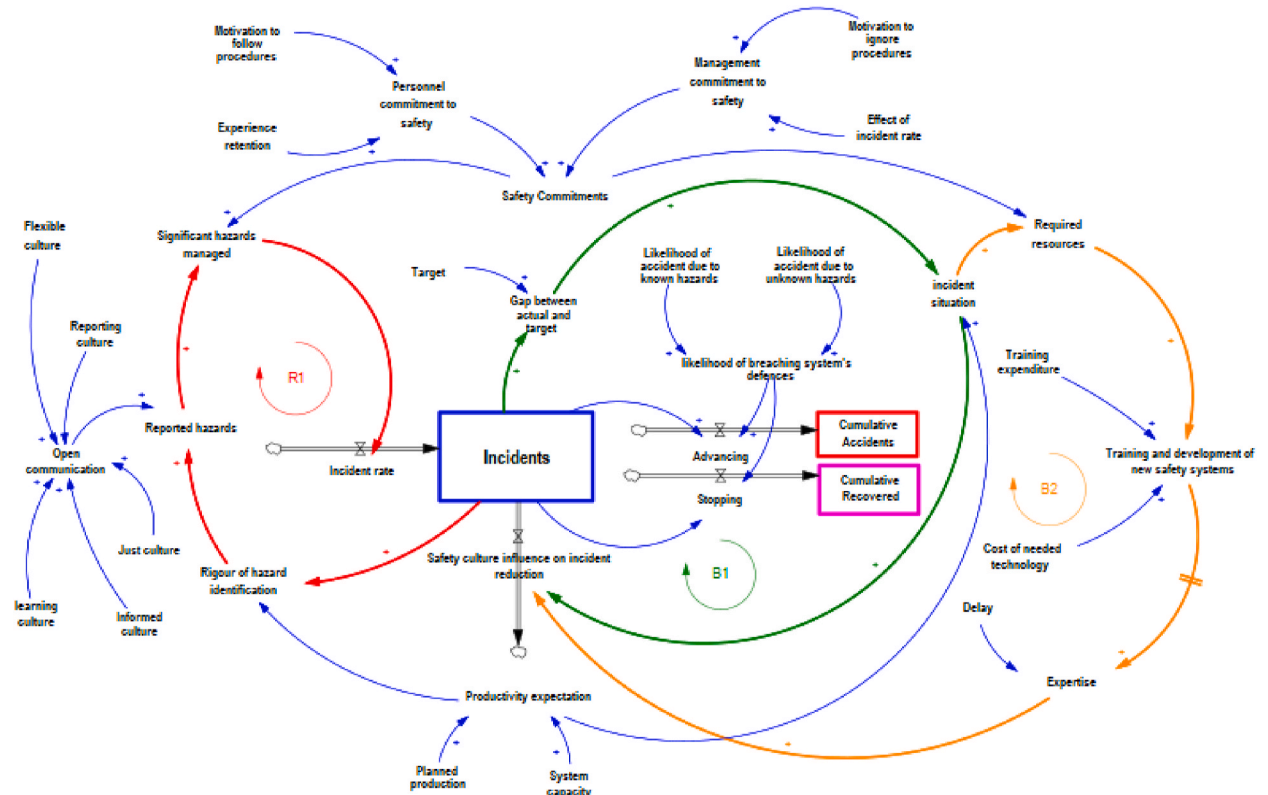 Motivation to
follow
procedures
Motivation to
ignore
procedures
Management
commitment to
safety
Personnel
commitment to
safety
Experience
retention
Effect of
incident rate
Safety Commitments
Flexible
culture
Significant hazards
managed
Required
resources
Target
Likelihood of
accident due to
known hazards
Likelihood of
accident due to
unknown hazards
incident
situation
Gap between
actual and
target
Reporting
culture
likelihood of breaching system's
defences
Training
expenditure
R1
Reported hazards
Open
communication
Incident rate
Incidents
Advancing
Cumulative
Accidents
Stopping
Cumulative
Recovered
Training and development of
new safety systems
B2
Just culture
Safety culture influence on incident
reduction
Rigour of hazard
identification
B1
Cost of needed
technology
learning
culture
Informed
culture
Delay
Expertise
Productivity expectation
Planned
production
System
capacity